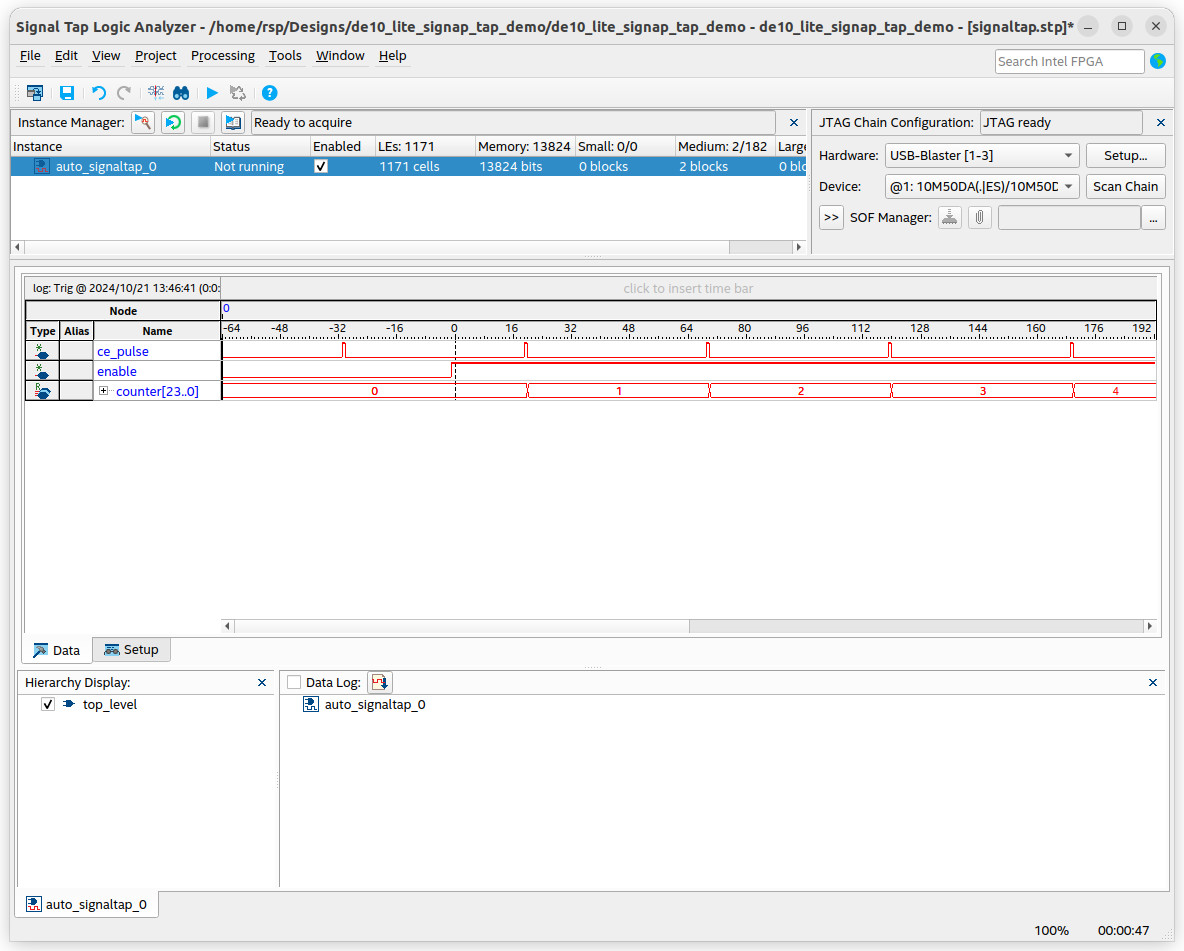 Signal Tap Logic Analyzer - /home/rsp/Designs/de10_lite_signap_tap_demo/de10_lite_signap_tap_demo - de10_lite_signap_tap_demo - [signaltap.stp]*
File Edit View Project Processing Tools Window Help
Search Intel FPGA
Instance Manager: Ready to acquire
Instance Status Enabled LEs: 1171 Memory: 13824 Small: 0/0 Medium: 2/182 Large
auto_signaltap_0 Not running 1171 cells 13824 bits 0 blocks 2 blocks 0 blo
JTAG Chain Configuration: JTAG ready
Hardware: USB-Blaster [1-3] Setup...
Device: @1: 10M50DA(.|ES)/10M50D Scan Chain
>> SOF Manager: ...
log: Trig @ 2024/10/21 13:46:41 (0:0: click to insert time bar
Node 0
Type Alias Name -64 -48 -32 -16 0 16 32 48 64 80 96 112 128 144 160 176 192
ce_pulse
enable
counter[23..0] 0 1 2 3 4
Data Setup
Hierarchy Display:
top_level
Data Log:
auto_signaltap_0
auto_signaltap_0
100% 00:00:47